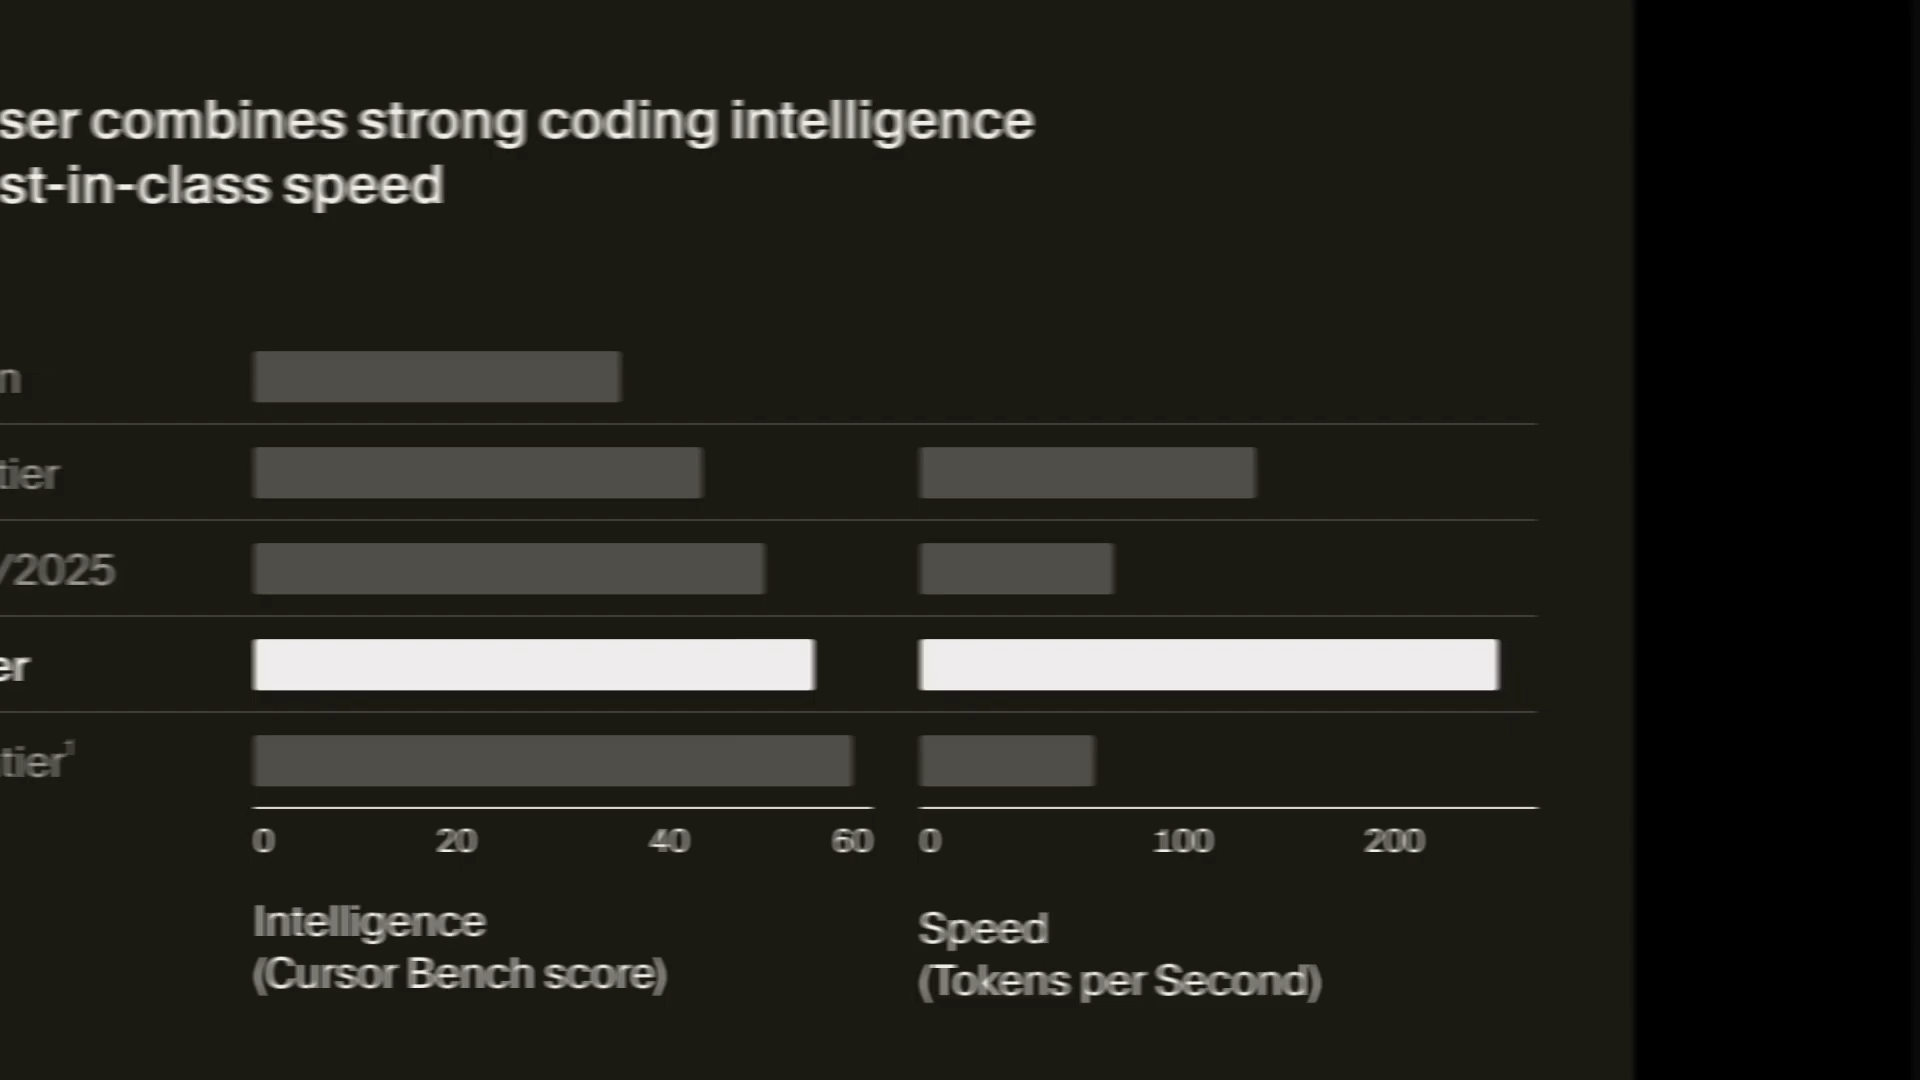 ser combines strong coding intelligence
st-in-class speed
n
tier
/2025
er
tier¹
0 20 40 60 0 100 200
Intelligence
(Cursor Bench score)
Speed
(Tokens per Second)